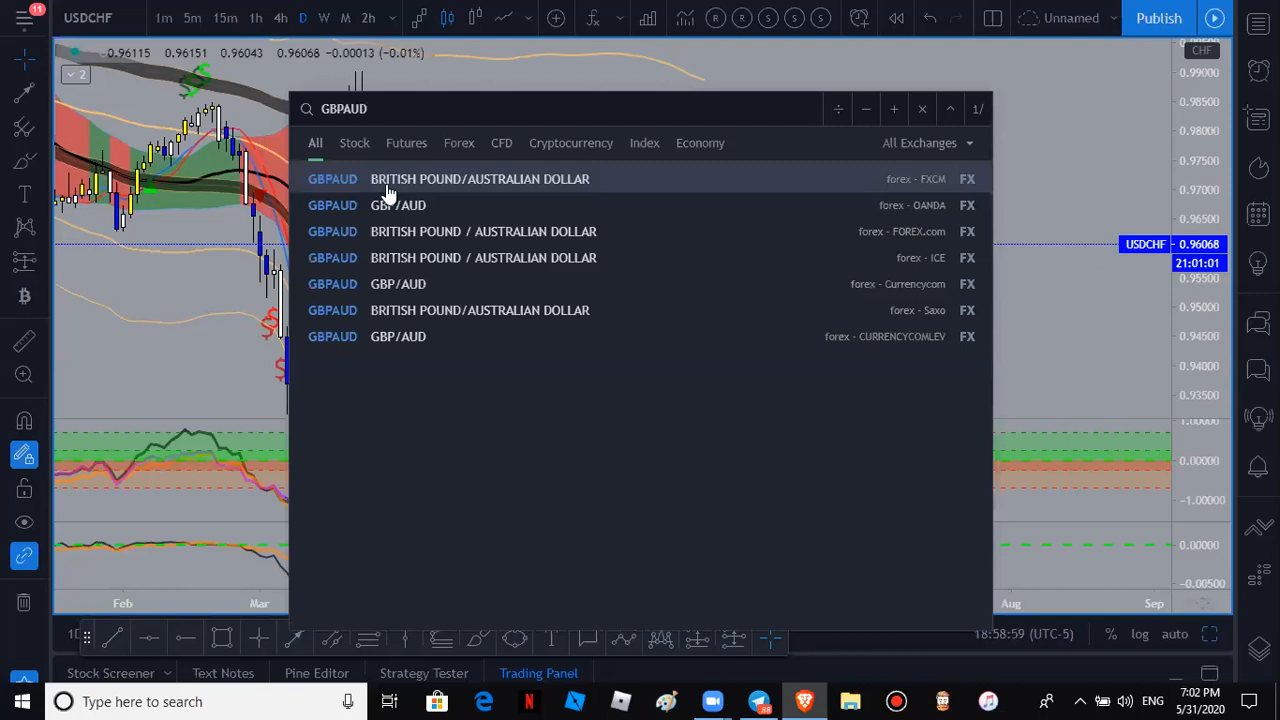 11
USDCHF
1m 5m 15m 1h 4h D W M 2h
Unnamed
Publish
0.96115 0.96151 0.96043 0.96068 −0.00013 (−0.01%)
2
CHF
0.99000
0.98500
0.98000
0.97500
0.97000
0.96500
USDCHF 0.96068
21:01:01
0.95500
0.95000
0.94500
0.94000
0.93500
1.00000
0.00000
−1.00000
0.00000
−0.00500
GBPAUD
1/
All Stock Futures Forex CFD Cryptocurrency Index Economy All Exchanges
GBPAUD BRITISH POUND/AUSTRALIAN DOLLAR forex - FXCM FX
GBPAUD GBP/AUD forex - OANDA FX
GBPAUD BRITISH POUND / AUSTRALIAN DOLLAR forex - FOREX.com FX
GBPAUD BRITISH POUND / AUSTRALIAN DOLLAR forex - ICE FX
GBPAUD GBP/AUD forex - Currencycom FX
GBPAUD BRITISH POUND/AUSTRALIAN DOLLAR forex - Saxo FX
GBPAUD GBP/AUD forex - CURRENCYCOMLEV FX
Feb Mar Aug Sep
18:58:59 (UTC-5) % log auto
Stock Screener Text Notes Pine Editor Strategy Tester Trading Panel
Type here to search
88
ENG
7:02 PM
5/31/2020